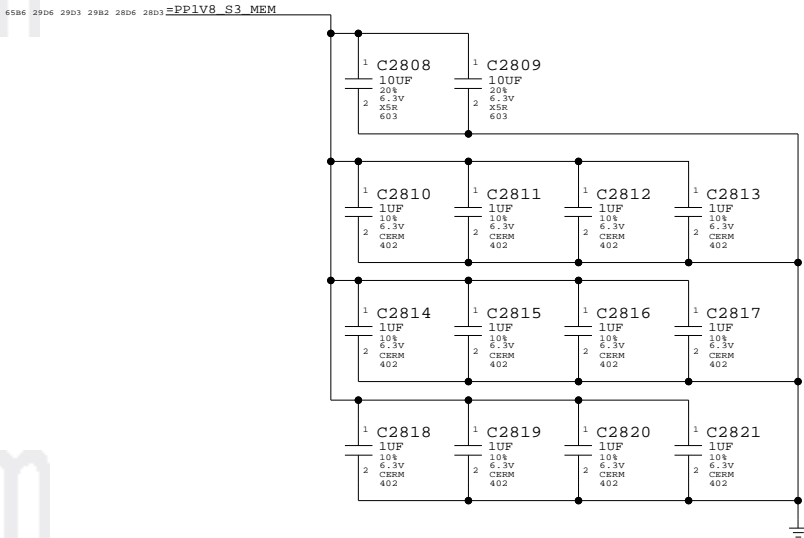 65B6 29D6 29D3 29B2 28D6 28D3 =PP1V8_S3_MEM
1 C2808 1 C2809
10UF 10UF
20% 20%
6.3V 6.3V
2 X5R 2 X5R
603 603
1 C2810 1 C2811 1 C2812 1 C2813
1UF 1UF 1UF 1UF
10% 10% 10% 10%
6.3V 6.3V 6.3V 6.3V
2 CERM 2 CERM 2 CERM 2 CERM
402 402 402 402
1 C2814 1 C2815 1 C2816 1 C2817
1UF 1UF 1UF 1UF
10% 10% 10% 10%
6.3V 6.3V 6.3V 6.3V
2 CERM 2 CERM 2 CERM 2 CERM
402 402 402 402
1 C2818 1 C2819 1 C2820 1 C2821
1UF 1UF 1UF 1UF
10% 10% 10% 10%
6.3V 6.3V 6.3V 6.3V
2 CERM 2 CERM 2 CERM 2 CERM
402 402 402 402